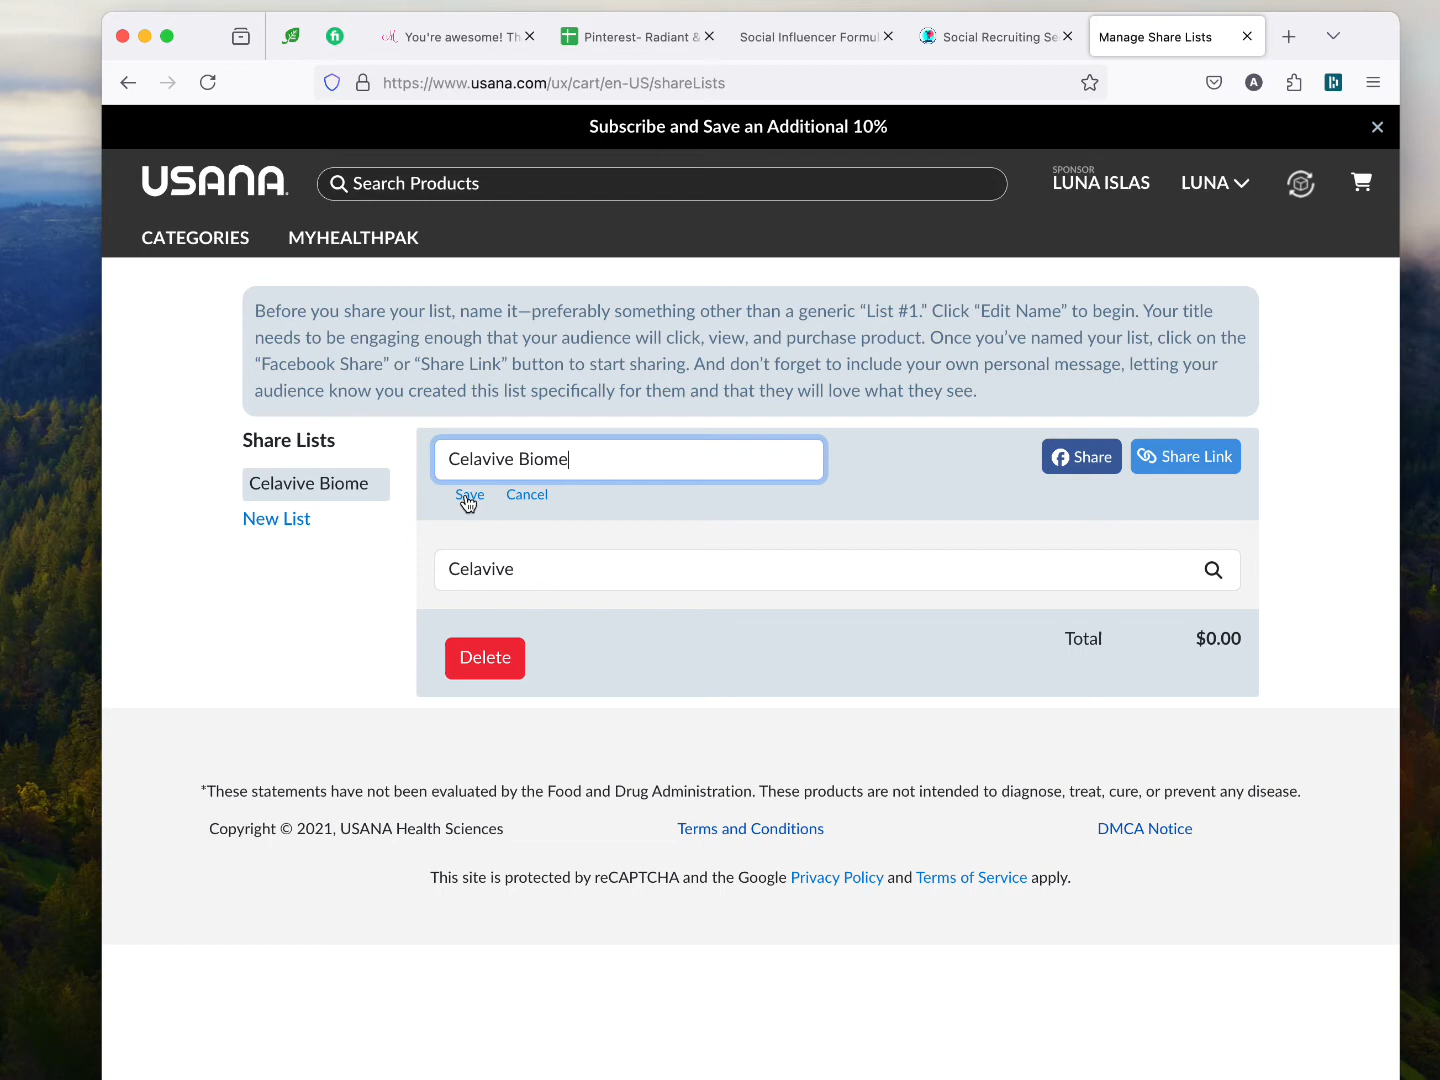 You're awesome! Th
Pinterest- Radiant &
Social Influencer Formul
Social Recruiting Se
Manage Share Lists
https://www.usana.com/ux/cart/en-US/shareLists
A
Subscribe and Save an Additional 10%
USANA
Search Products
SPONSOR
LUNA ISLAS
LUNA
CATEGORIES
MYHEALTHPAK
Before you share your list, name it—preferably something other than a generic “List #1.” Click “Edit Name” to begin. Your title
needs to be engaging enough that your audience will click, view, and purchase product. Once you’ve named your list, click on the
“Facebook Share” or “Share Link” button to start sharing. And don’t forget to include your own personal message, letting your
audience know you created this list specifically for them and that they will love what they see.
Share Lists
Celavive Biome
New List
Celavive Biome
Save Cancel
Share
Share Link
Celavive
Delete
Total $0.00
*These statements have not been evaluated by the Food and Drug Administration. These products are not intended to diagnose, treat, cure, or prevent any disease.
Copyright © 2021, USANA Health Sciences
Terms and Conditions
DMCA Notice
This site is protected by reCAPTCHA and the Google Privacy Policy and Terms of Service apply.